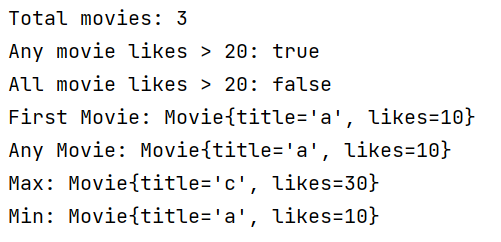 Total movies: 3
Any movie likes > 20: true
All movie likes > 20: false
First Movie: Movie{title='a', likes=10}
Any Movie: Movie{title='a', likes=10}
Max: Movie{title='c', likes=30}
Min: Movie{title='a', likes=10}